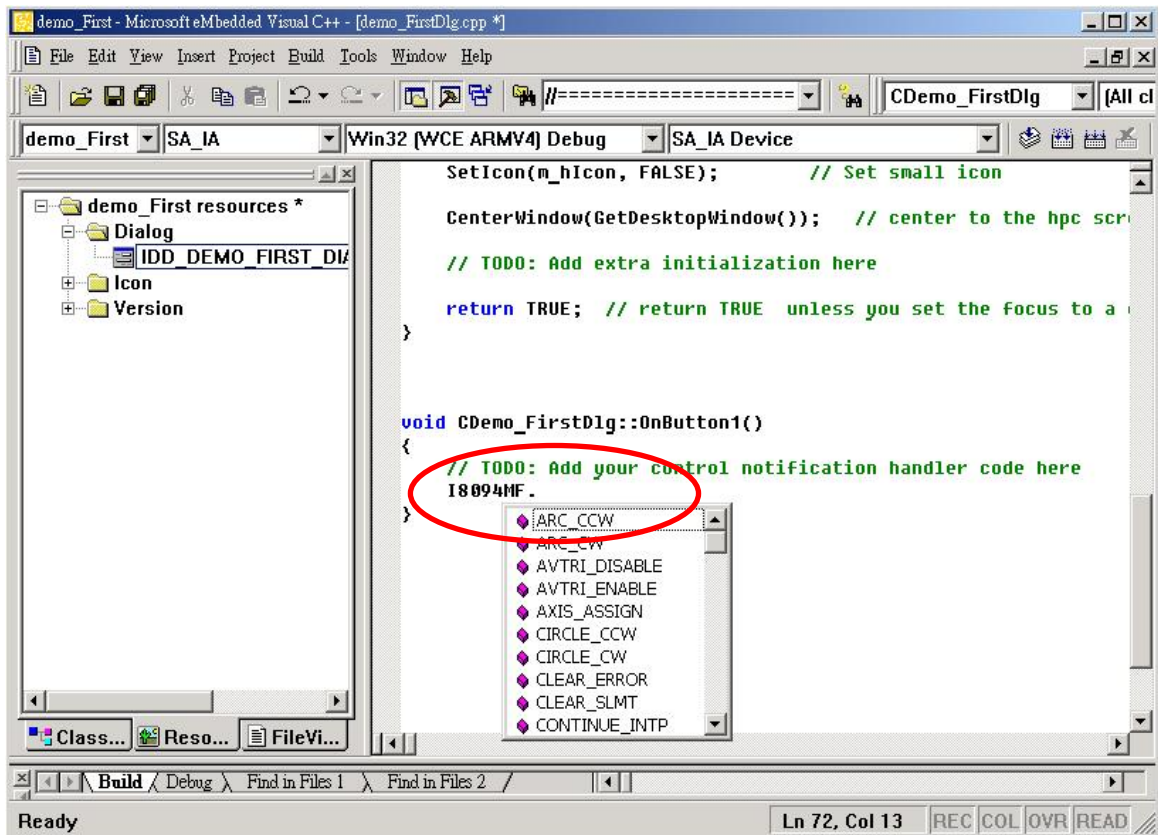 demo_First - Microsoft eMbedded Visual C++ - [demo_FirstDlg.cpp *]
File Edit View Insert Project Build Tools Window Help
//===================== CDemo_FirstDlg [All cl
demo_First SA_IA Win32 (WCE ARMV4) Debug SA_IA Device
demo_First resources *
Dialog
IDD_DEMO_FIRST_DIA
Icon
Version
SetIcon(m_hIcon, FALSE); // Set small icon
CenterWindow(GetDesktopWindow()); // center to the hpc scr
// TODO: Add extra initialization here
return TRUE; // return TRUE unless you set the focus to a
}
void CDemo_FirstDlg::OnButton1()
{
// TODO: Add your control notification handler code here
I8094MF.
}
ARC_CCW
ARC_CW
AVTRI_DISABLE
AVTRI_ENABLE
AXIS_ASSIGN
CIRCLE_CCW
CIRCLE_CW
CLEAR_ERROR
CLEAR_SLMT
CONTINUE_INTP
Class... Reso... FileVi...
Build Debug Find in Files 1 Find in Files 2
Ready Ln 72, Col 13 REC COL OVR READ